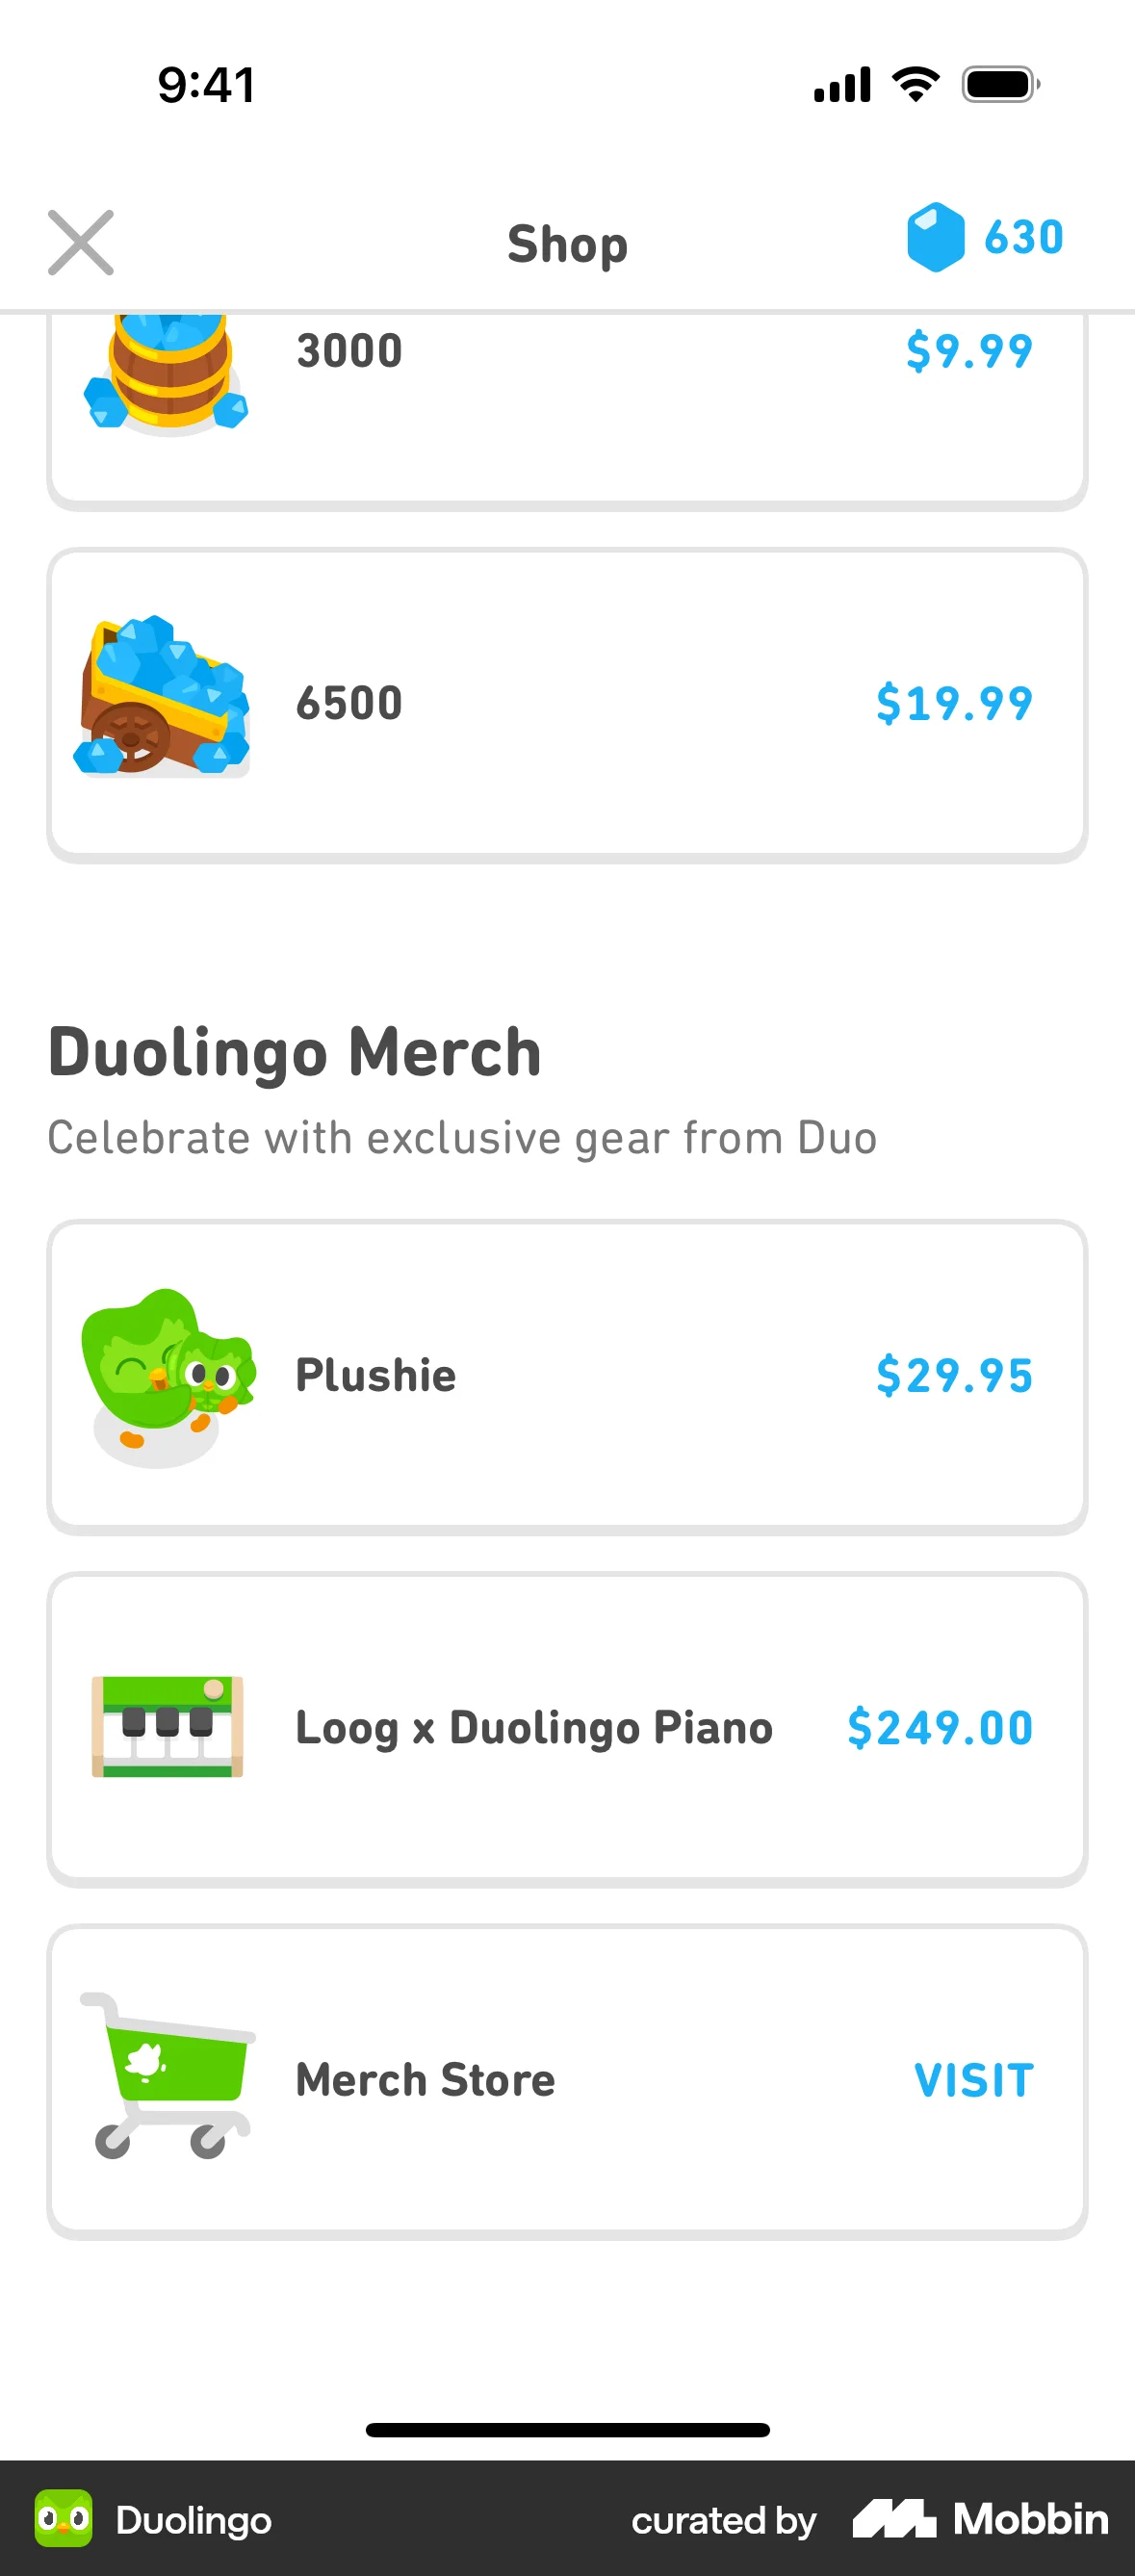 9:41
Shop
630
3000 $9.99
6500 $19.99
Duolingo Merch
Celebrate with exclusive gear from Duo
Plushie $29.95
Loog x Duolingo Piano $249.00
Merch Store VISIT
Duolingo curated by Mobbin